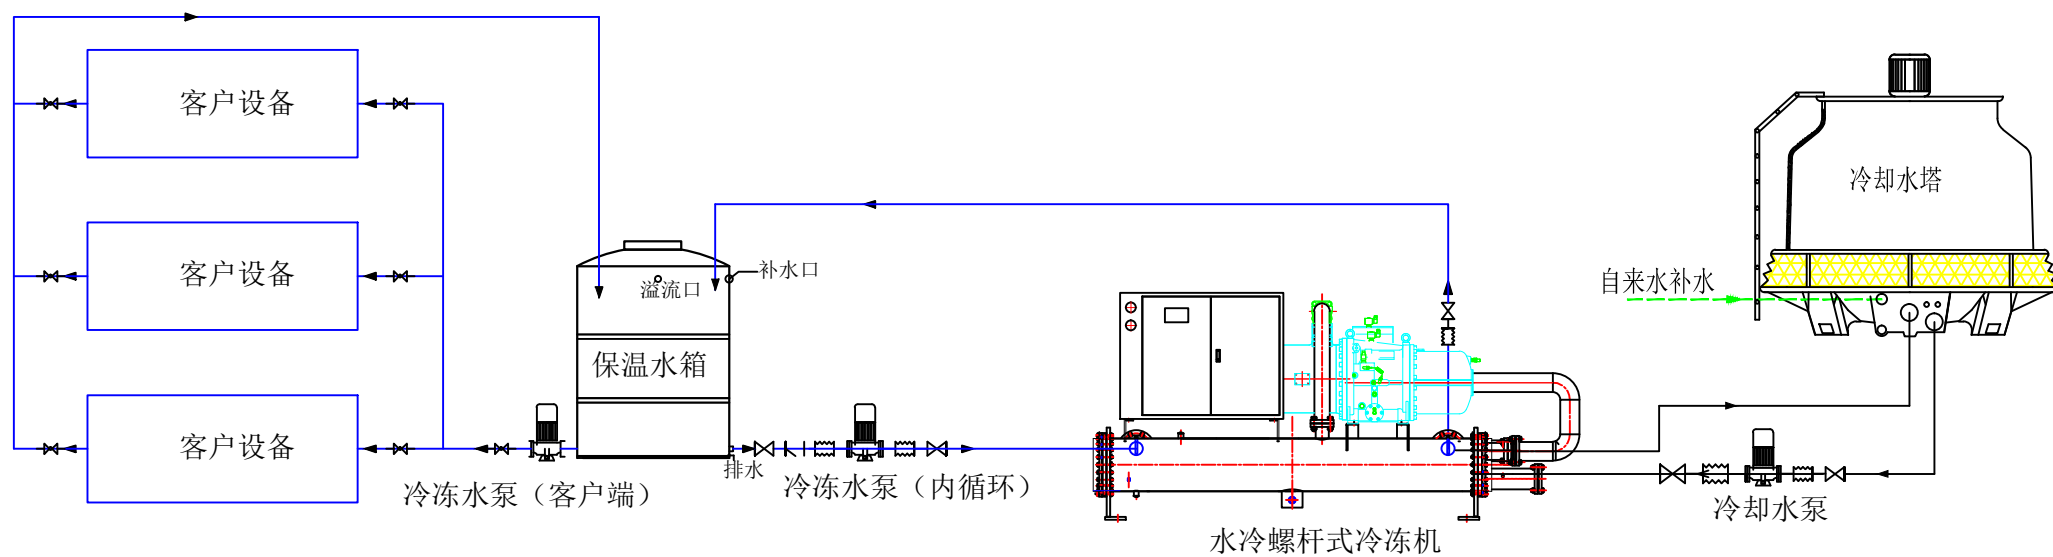 客户设备
冷却水塔
客户设备
补水口
溢流口
自来水补水
保温水箱
客户设备
排水
冷冻水泵（客户端）
冷冻水泵（内循环）
冷却水泵
水冷螺杆式冷冻机